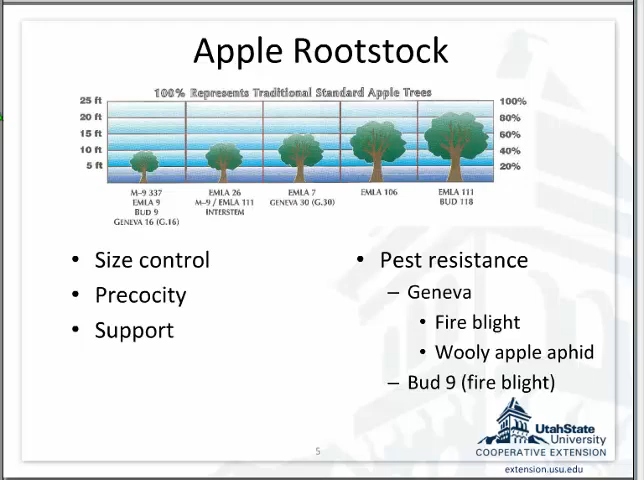 Apple Rootstock
100% Represents Traditional Standard Apple Trees
25 ft
20 ft
15 ft
10 ft
5 ft
100%
80%
60%
40%
20%
M-9 337
EMLA 9
BUD 9
GENEVA 16 (G.16)
EMLA 26
M-9 / EMLA 111
INTERSTEM
EMLA 7
GENEVA 30 (G.30)
EMLA 106
EMLA 111
BUD 118
• Size control
• Precocity
• Support
• Pest resistance
– Geneva
• Fire blight
• Wooly apple aphid
– Bud 9 (fire blight)
5
UtahState
University
COOPERATIVE EXTENSION
extension.usu.edu